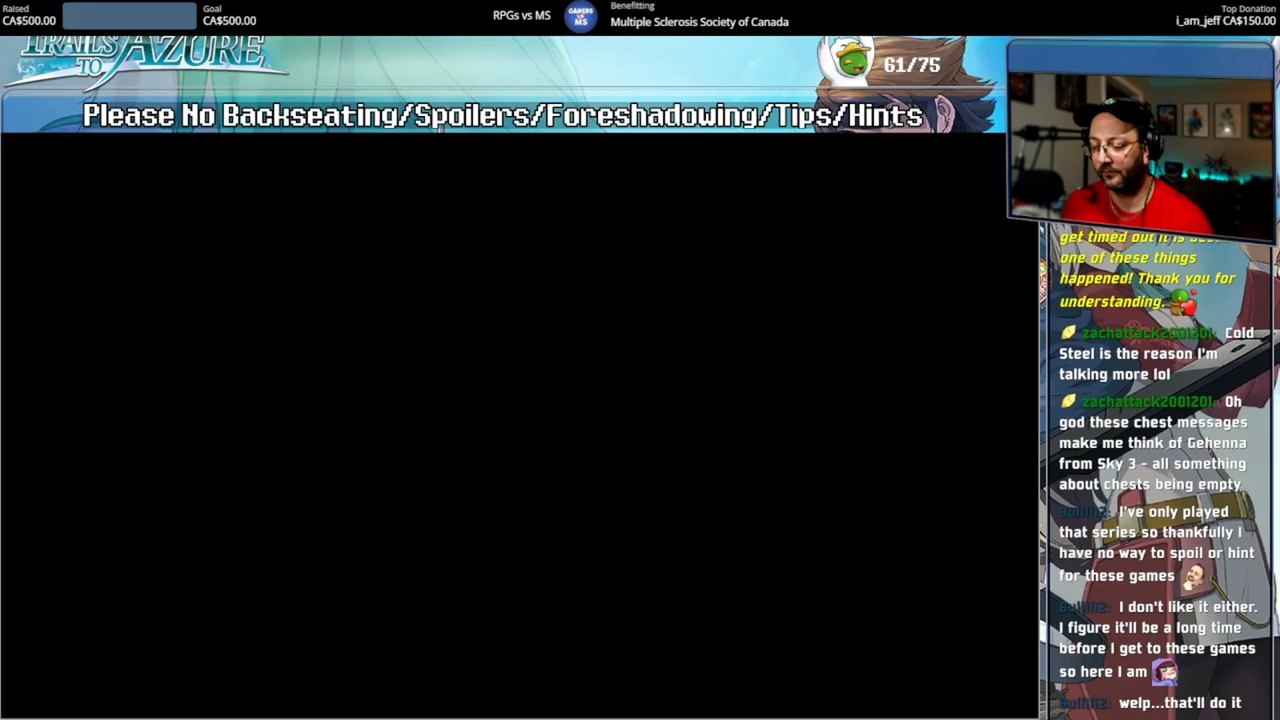 Raised
CA$500.00
Goal
CA$500.00
RPGs vs MS
GAMERS
VS
MS
Benefitting
Multiple Sclerosis Society of Canada
Top Donation
i_am_jeff CA$150.00
TRAILS
TO AZURE
61/75
Please No Backseating/Spoilers/Foreshadowing/Tips/Hints
get timed out it is
one of these things
happened! Thank you for
understanding.
zachattack2001201: Cold
Steel is the reason I'm
talking more lol
zachattack2001201: Oh
god these chest messages
make me think of Gehenna
from Sky 3 - all something
about chests being empty
I've only played
that series so thankfully I
have no way to spoil or hint
for these games
I don't like it either.
I figure it'll be a long time
before I get to these games
so here I am
welp...that'll do it